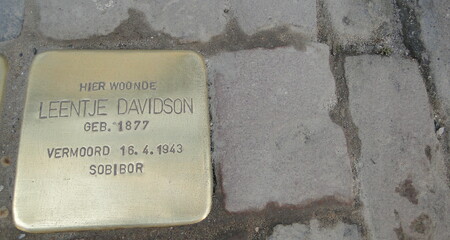 HIER WOONDE
LEENTJE DAVIDSON
GEB. 1877
VERMOORD 16.4.1943
SOBIBOR